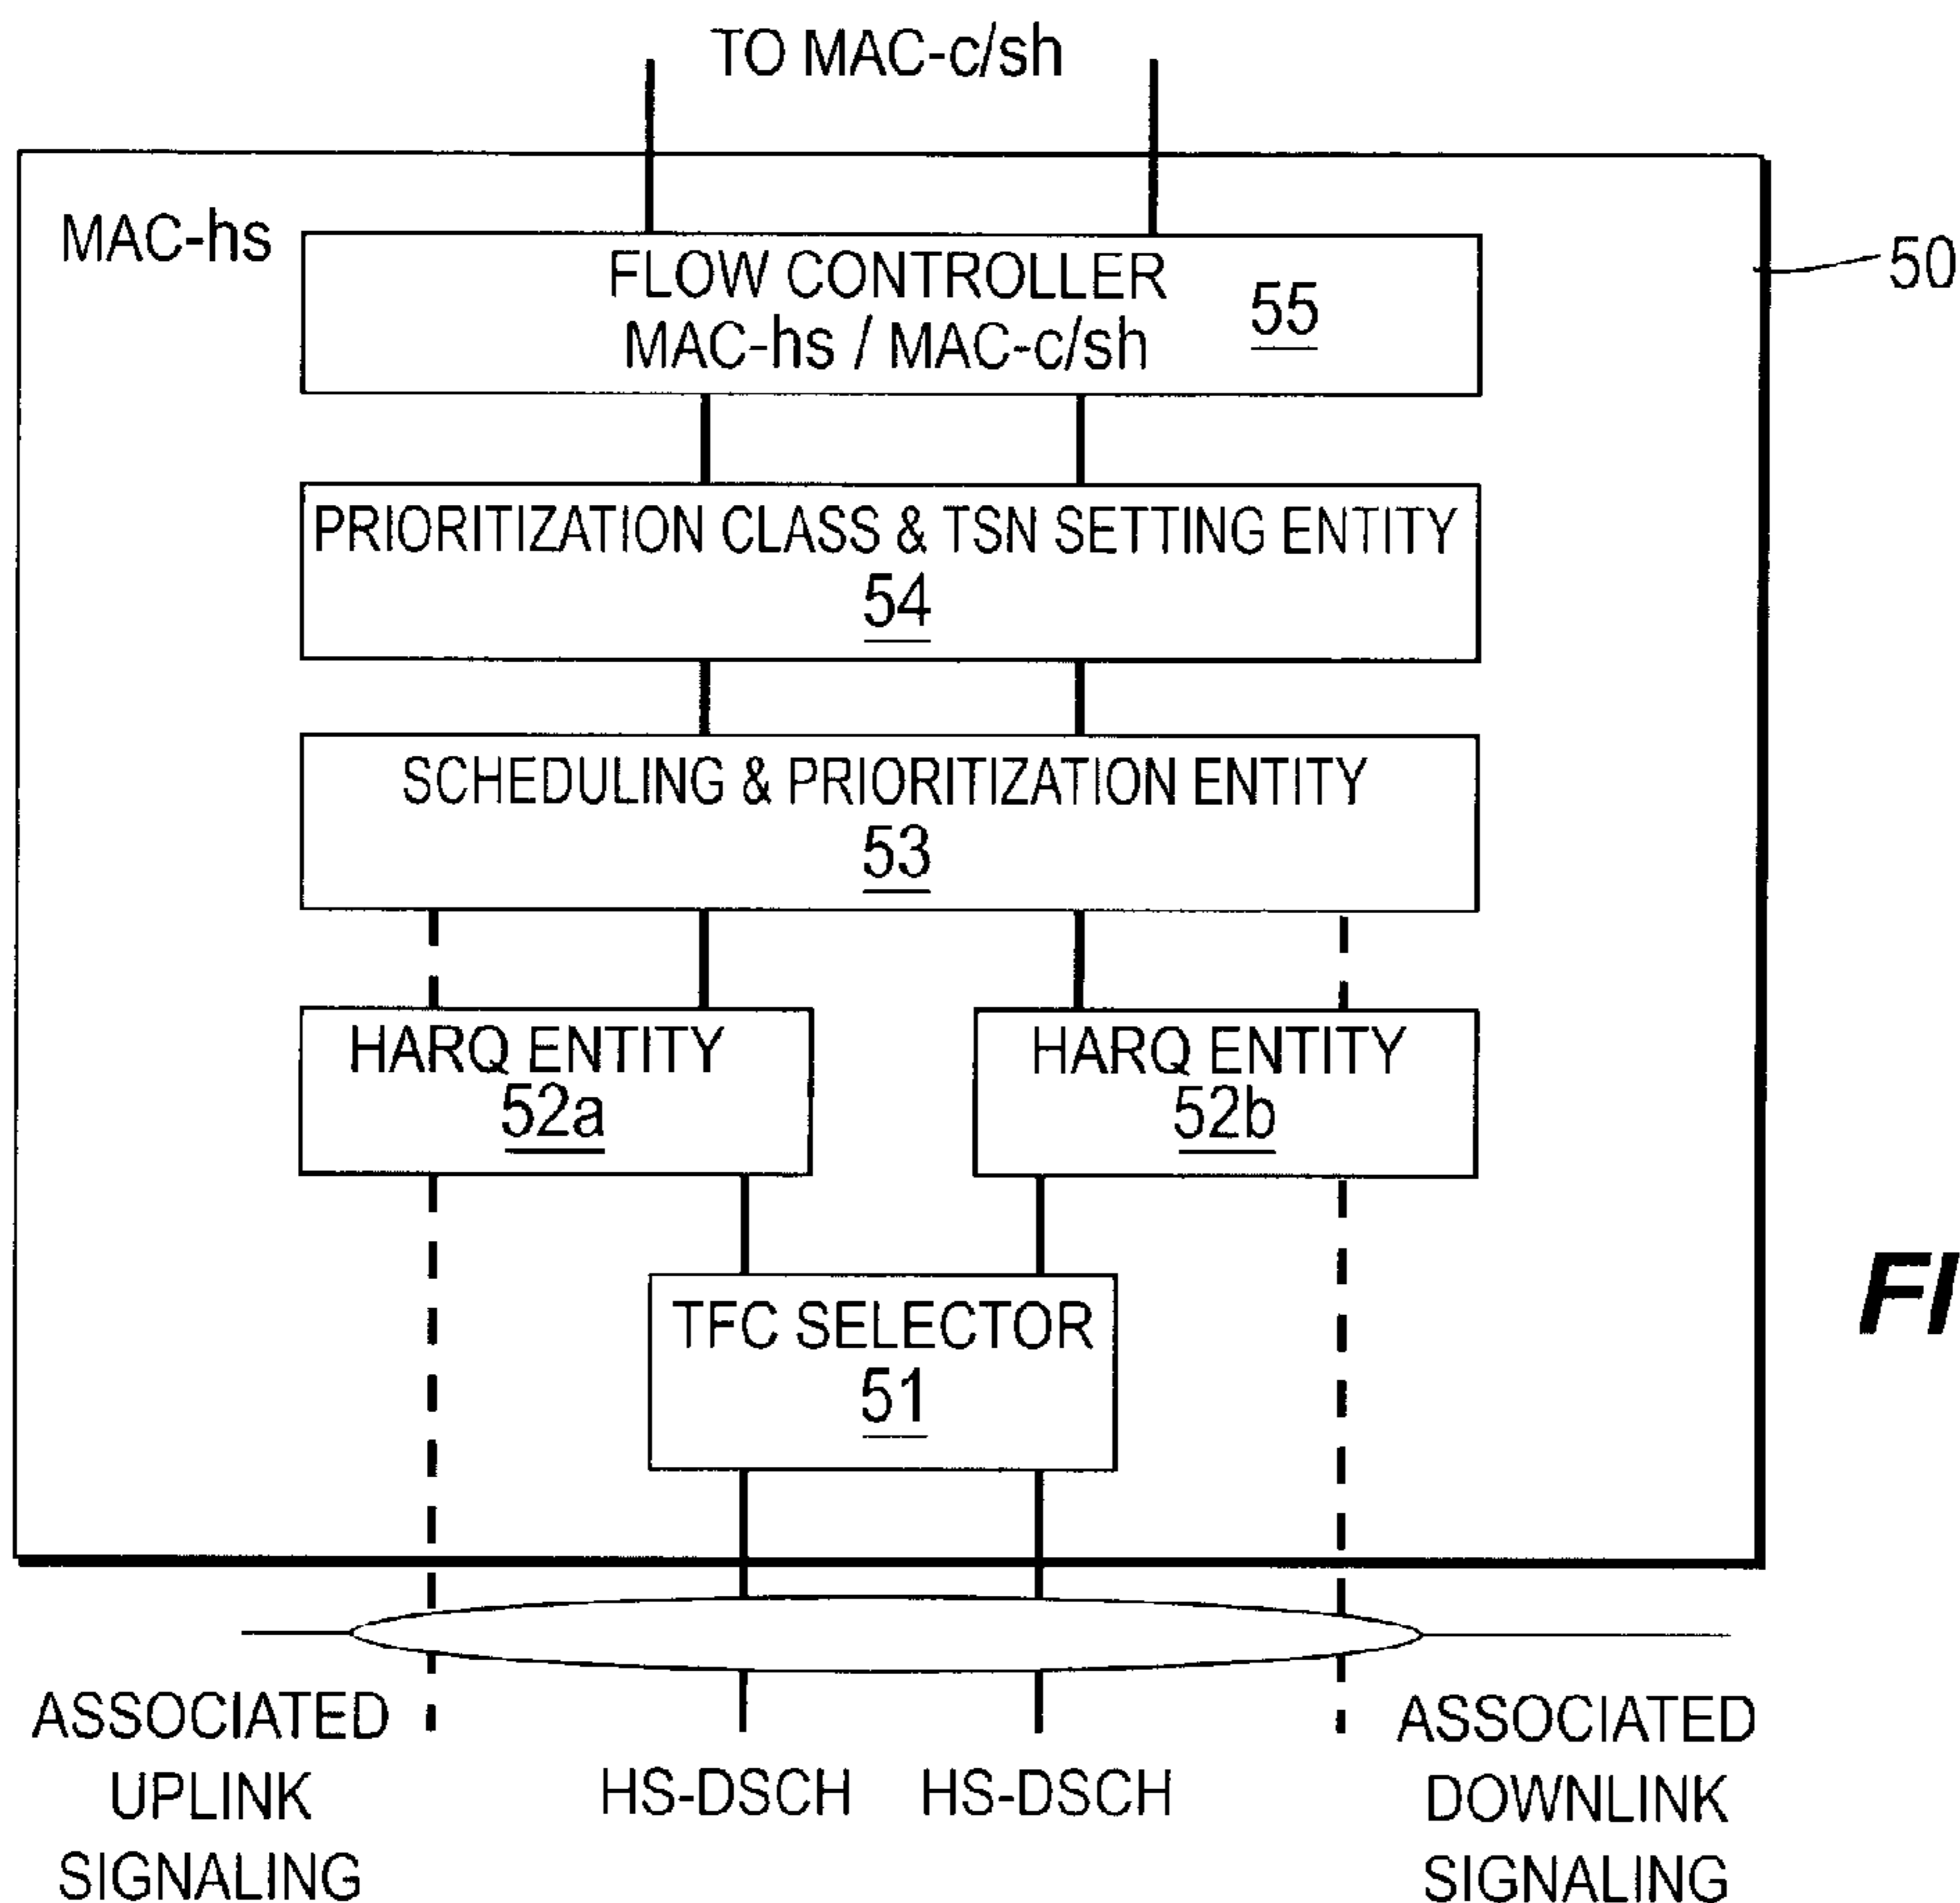 TO MAC-c/sh
MAC-hs
50
FLOW CONTROLLER
MAC-hs / MAC-c/sh
55
PRIORITIZATION CLASS & TSN SETTING ENTITY
54
SCHEDULING & PRIORITIZATION ENTITY
53
HARQ ENTITY
52a
HARQ ENTITY
52b
TFC SELECTOR
51
FI
ASSOCIATED
UPLINK
SIGNALING
HS-DSCH
HS-DSCH
ASSOCIATED
DOWNLINK
SIGNALING